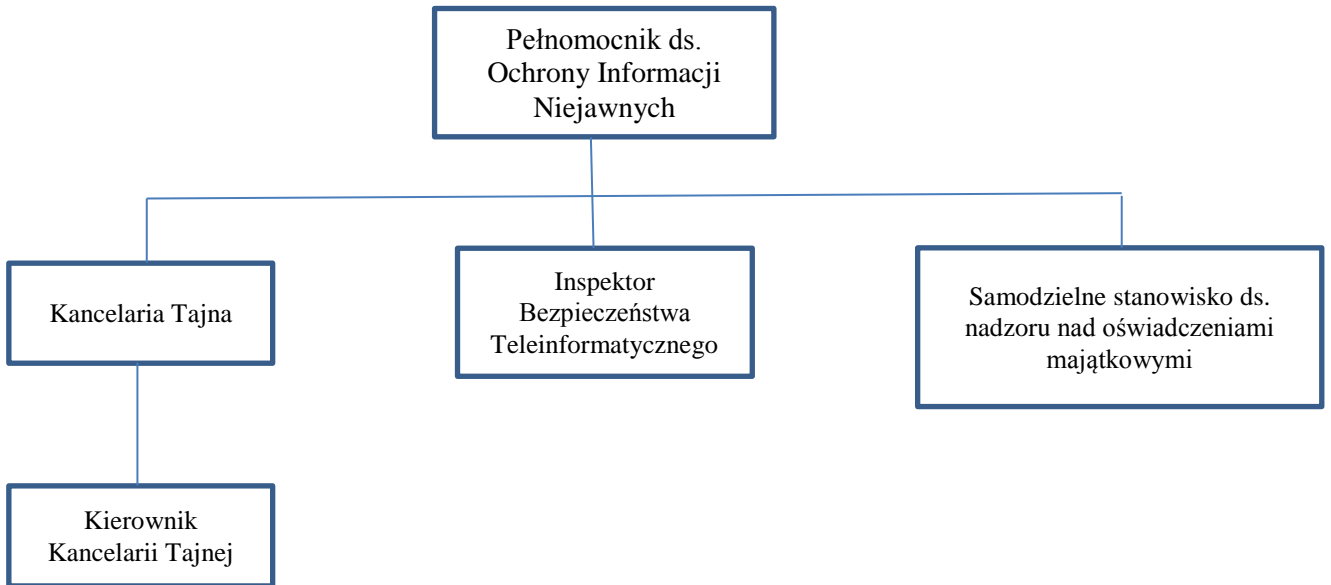 Pełnomocnik ds.
Ochrony Informacji
Niejawnych
Kancelaria Tajna
Inspektor
Bezpieczeństwa
Teleinformatycznego
Samodzielne stanowisko ds.
nadzoru nad oświadczeniami
majątkowymi
Kierownik
Kancelarii Tajnej